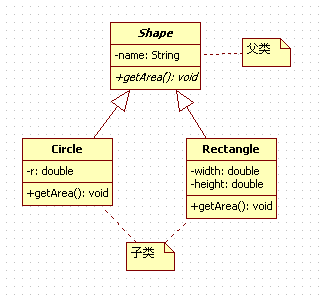 Shape
-name: String
+getArea(): void
父类
Circle
-r: double
+getArea(): void
Rectangle
-width: double
-height: double
+getArea(): void
子类